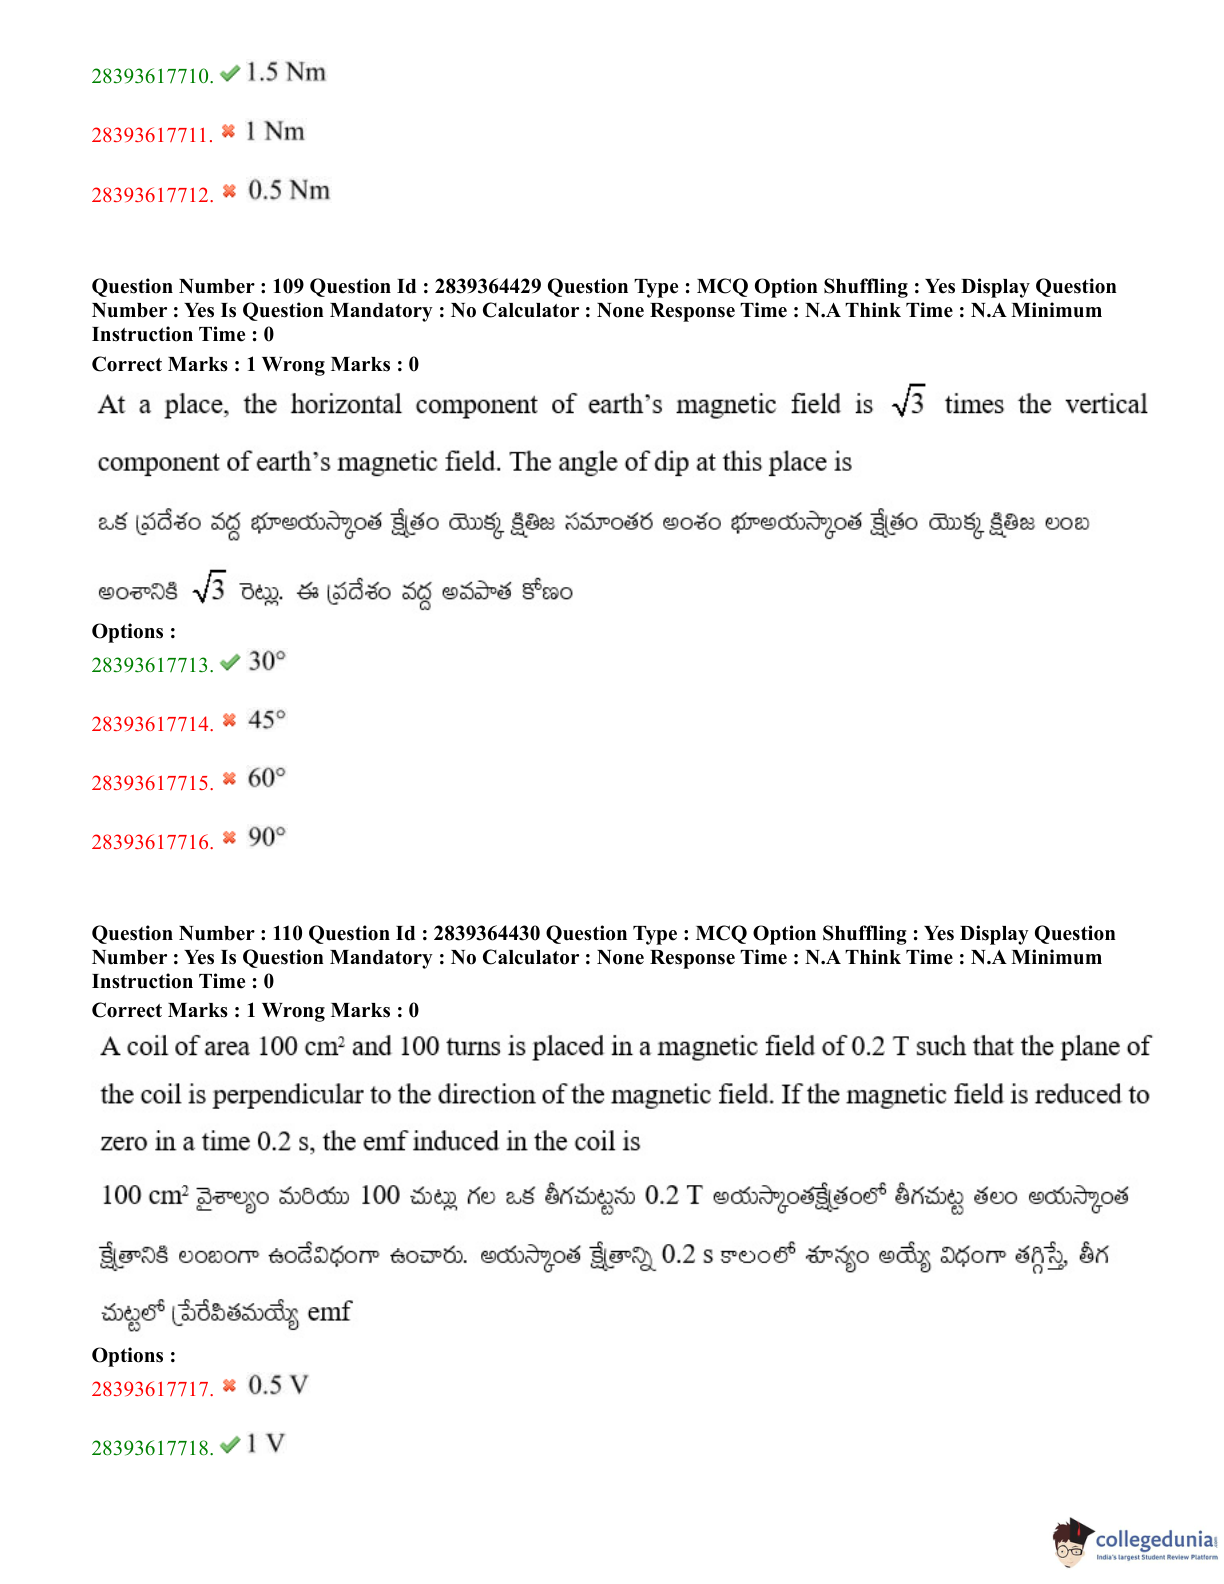 28393617710. 1.5 Nm
28393617711. 1 Nm
28393617712. 0.5 Nm
Question Number : 109 Question Id : 2839364429 Question Type : MCQ Option Shuffling : Yes Display Question
Number : Yes Is Question Mandatory : No Calculator : None Response Time : N.A Think Time : N.A Minimum
Instruction Time : 0
Correct Marks : 1 Wrong Marks : 0
At a place, the horizontal component of earth's magnetic field is √3 times the vertical
component of earth's magnetic field. The angle of dip at this place is
ఒక ప్రదేశం వద్ద భూఅయస్కాంత క్షేత్రం యొక్క క్షితిజ సమాంతర అంశం భూఅయస్కాంత క్షేత్రం యొక్క క్షితిజ లంబ
అంశానికి √3 రెట్లు. ఈ ప్రదేశం వద్ద అవపాత కోణం
Options :
28393617713. 30°
28393617714. 45°
28393617715. 60°
28393617716. 90°
Question Number : 110 Question Id : 2839364430 Question Type : MCQ Option Shuffling : Yes Display Question
Number : Yes Is Question Mandatory : No Calculator : None Response Time : N.A Think Time : N.A Minimum
Instruction Time : 0
Correct Marks : 1 Wrong Marks : 0
A coil of area 100 cm² and 100 turns is placed in a magnetic field of 0.2 T such that the plane of
the coil is perpendicular to the direction of the magnetic field. If the magnetic field is reduced to
zero in a time 0.2 s, the emf induced in the coil is
100 cm² వైశాల్యం మరియు 100 చుట్లు గల ఒక తీగచుట్టను 0.2 T అయస్కాంతక్షేత్రంలో తీగచుట్ట తలం అయస్కాంత
క్షేత్రానికి లంబంగా ఉండేవిధంగా ఉంచారు. అయస్కాంత క్షేత్రాన్ని 0.2 s కాలంలో శూన్యం అయ్యే విధంగా తగ్గిస్తే, తీగ
చుట్టలో ప్రేరేపితమయ్యే emf
Options :
28393617717. 0.5 V
28393617718. 1 V
collegedunia
India's largest Student Review Platform